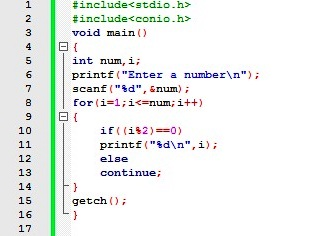 1 #include<stdio.h>
2 #include<conio.h>
3 void main()
4 {
5 int num,i;
6 printf("Enter a number\n");
7 scanf("%d",&num);
8 for(i=1;i<=num;i++)
9 {
10 if((i%2)==0)
11 printf("%d\n",i);
12 else
13 continue;
14 }
15 getch();
16 }
17